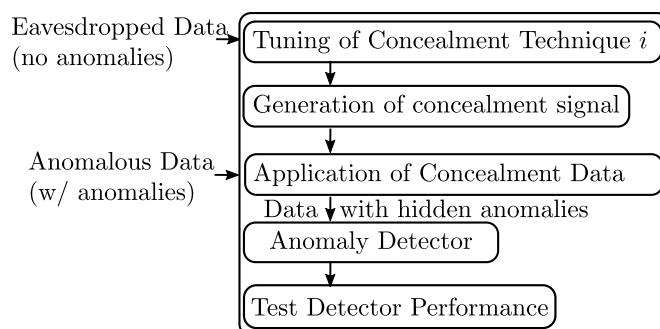 Eavesdropped Data
(no anomalies)
Tuning of Concealment Technique i
Generation of concealment signal
Anomalous Data
(w/ anomalies)
Application of Concealment Data
Data with hidden anomalies
Anomaly Detector
Test Detector Performance